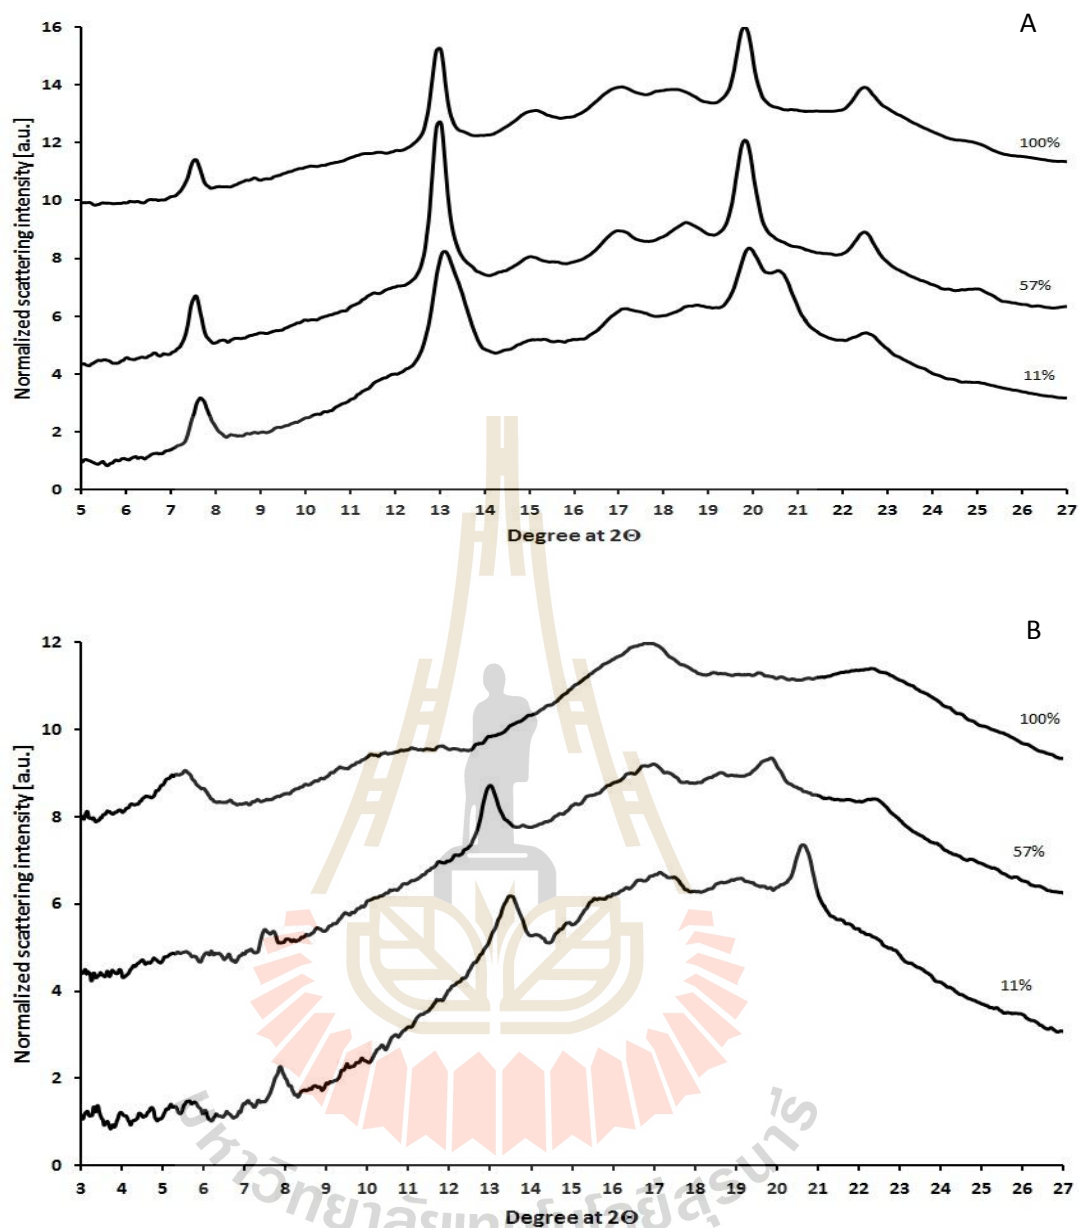 A
16
14
12
10
8
6
4
2
0
Normalized scattering intensity [a.u.]
100%
57%
11%
5 6 7 8 9 10 11 12 13 14 15 16 17 18 19 20 21 22 23 24 25 26 27
Degree at 2Θ
B
12
10
8
6
4
2
0
Normalized scattering intensity [a.u.]
100%
57%
11%
3 4 5 6 7 8 9 10 11 12 13 14 15 16 17 18 19 20 21 22 23 24 25 26 27
Degree at 2Θ